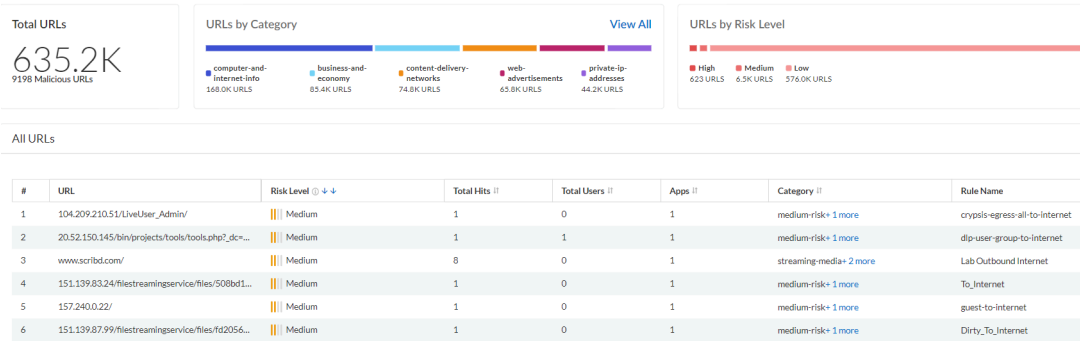 Total URLs
635.2K
9198 Malicious URLs
URLs by Category
View All
computer-and-internet-info
168.0K URLS
business-and-economy
85.4K URLS
content-delivery-networks
74.8K URLS
web-advertisements
65.8K URLS
private-ip-addresses
44.2K URLS
URLs by Risk Level
High
623 URLS
Medium
6.5K URLS
Low
576.0K URLS
All URLs
# URL Risk Level Total Hits Total Users Apps Category Rule Name
1 104.209.210.51/LiveUser_Admin/ Medium 1 0 1 medium-risk+ 1 more crypsis-egress-all-to-internet
2 20.52.150.145/bin/projects/tools/tools.php?_dc=... Medium 1 1 1 medium-risk+ 1 more dlp-user-group-to-internet
3 www.scribd.com/ Medium 8 0 1 streaming-media+ 2 more Lab Outbound Internet
4 151.139.83.24/filestreamingservice/files/508bd1... Medium 1 0 1 medium-risk+ 1 more To_Internet
5 157.240.0.22/ Medium 1 0 1 medium-risk+ 1 more guest-to-internet
6 151.139.87.99/filestreamingservice/files/fd2056... Medium 1 0 1 medium-risk+ 1 more Dirty_To_Internet